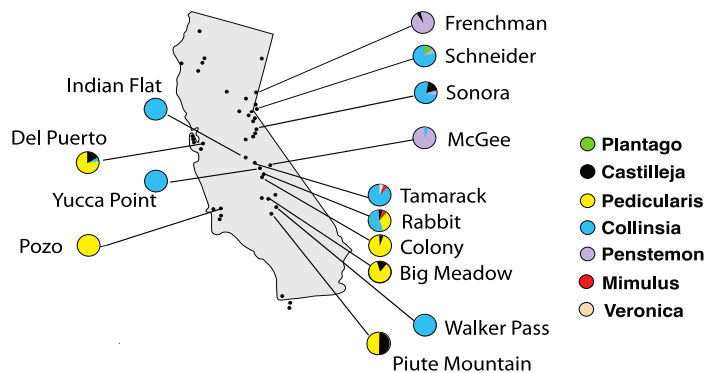 Frenchman
Schneider
Indian Flat
Sonora
Del Puerto
McGee
Plantago
Castilleja
Yucca Point
Tamarack
Pedicularis
Rabbit
Collinsia
Pozo
Colony
Penstemon
Big Meadow
Mimulus
Veronica
Walker Pass
Piute Mountain